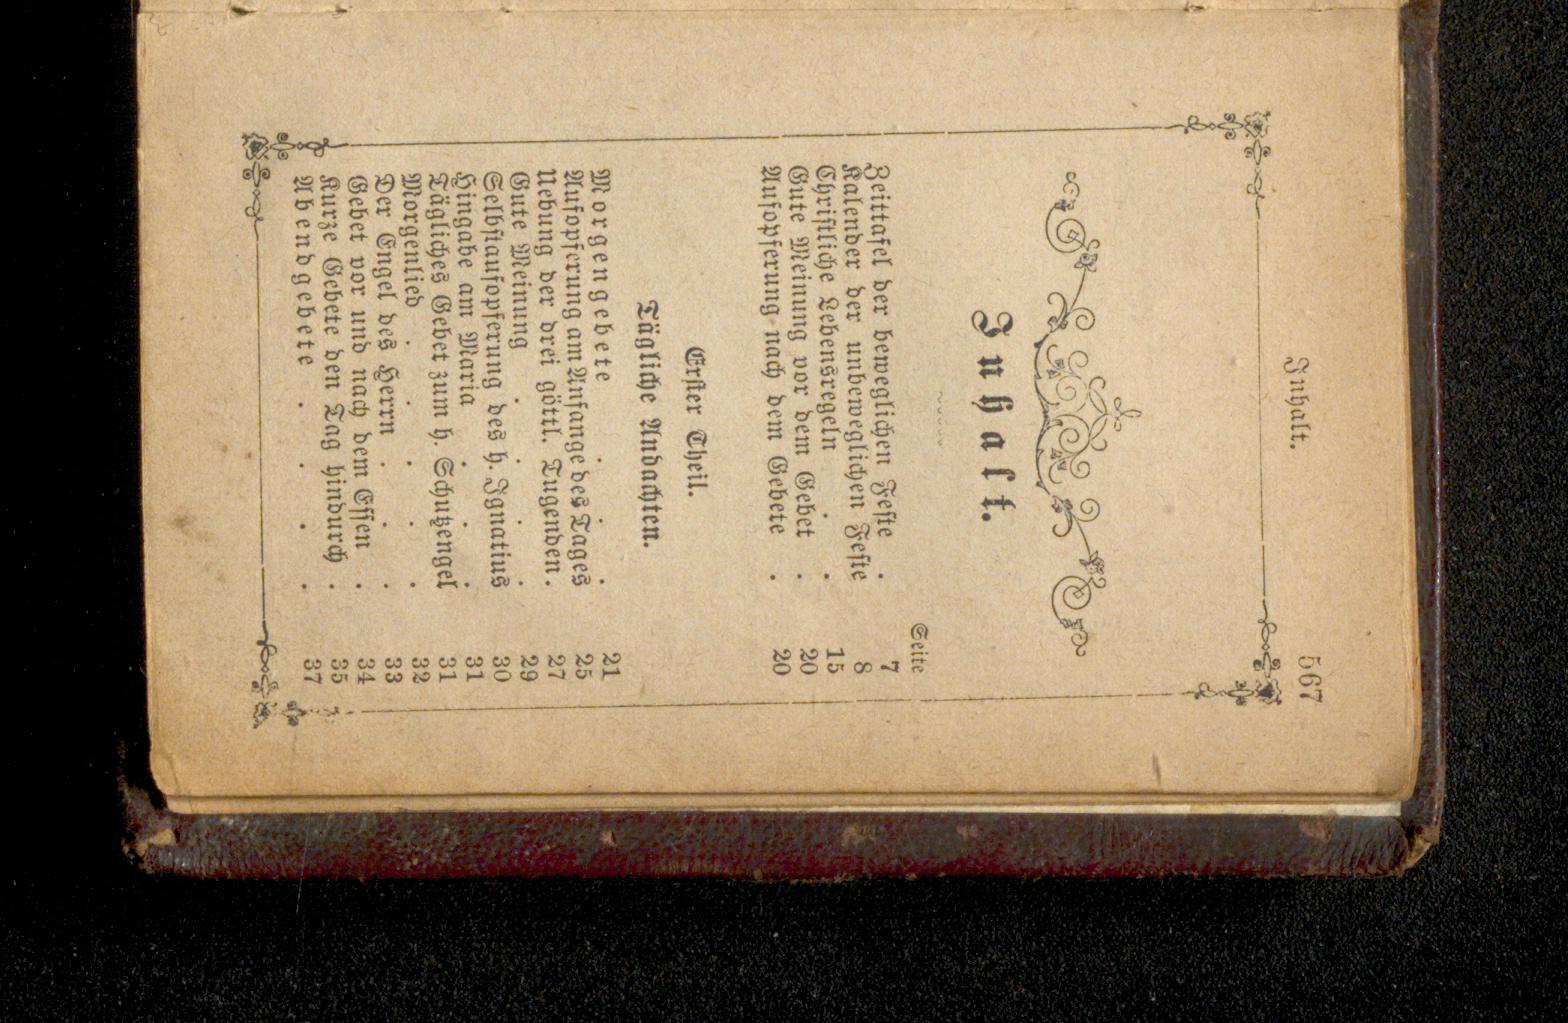 Inhalt. 567
Inhalt.
Seite
Zeittafel der beweglichen Feste . 7
Kalender der unbeweglichen Feste 8
Christliche Lebensregeln . . 15
Gute Meinung vor dem Gebet . 20
Aufopferung nach dem Gebete . 20
Erster Theil.
Tägliche Andachten.
Morgengebete . . . 21
Aufopferung am Anfange des Tages 25
Uebung der drei göttl. Tugenden . 27
Gute Meinung . . . 29
Selbstaufopferung des h. Ignatius 30
Hingabe an Maria . . . 31
Tägliches Gebet zum h. Schutzengel 31
Morgenlied . . . . 32
Der Engel des Herrn . . . 33
Gebet vor und nach dem Essen . 34
Kurze Gebete den Tag hindurch . 35
Abendgebete . . . . 37